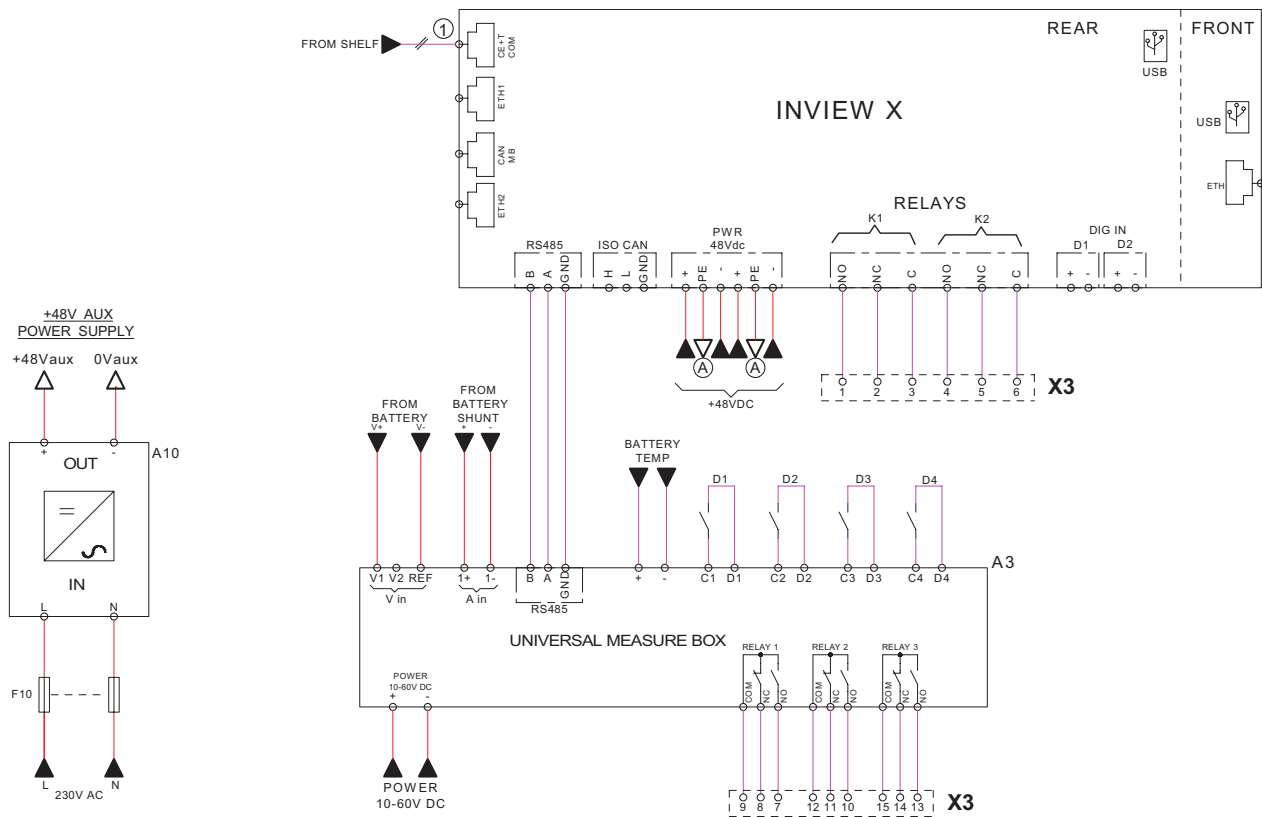 REAR
FRONT
1
FROM SHELF
CE+T
COM
USB
ETH1
INVIEW X
USB
CAN
MB
ETH
ETH2
RELAYS
K1
K2
PWR
48Vdc
RS485
ISO CAN
DIG IN
D1
D2
B
A
GND
H
L
GND
+
PE
-
+
PE
-
NO
NC
C
NO
NC
C
+
-
+
-
+48V AUX
POWER SUPPLY
+48Vaux
0Vaux
A
A
+48VDC
1
2
3
4
5
6
X3
FROM
BATTERY
V+
V-
FROM
BATTERY
SHUNT
+
-
BATTERY
TEMP
+
-
OUT
A10
IN
L
N
D1
D2
D3
D4
A3
V1
V2
REF
V in
1+
1-
A in
B
A
GND
RS485
+
-
C1
D1
C2
D2
C3
D3
C4
D4
UNIVERSAL MEASURE BOX
RELAY 1
RELAY 2
RELAY 3
POWER
10-60V DC
+
-
COM
NC
NO
COM
NC
NO
COM
NC
NO
F10
L
N
230V AC
POWER
10-60V DC
9
8
7
12
11
10
15
14
13
X3